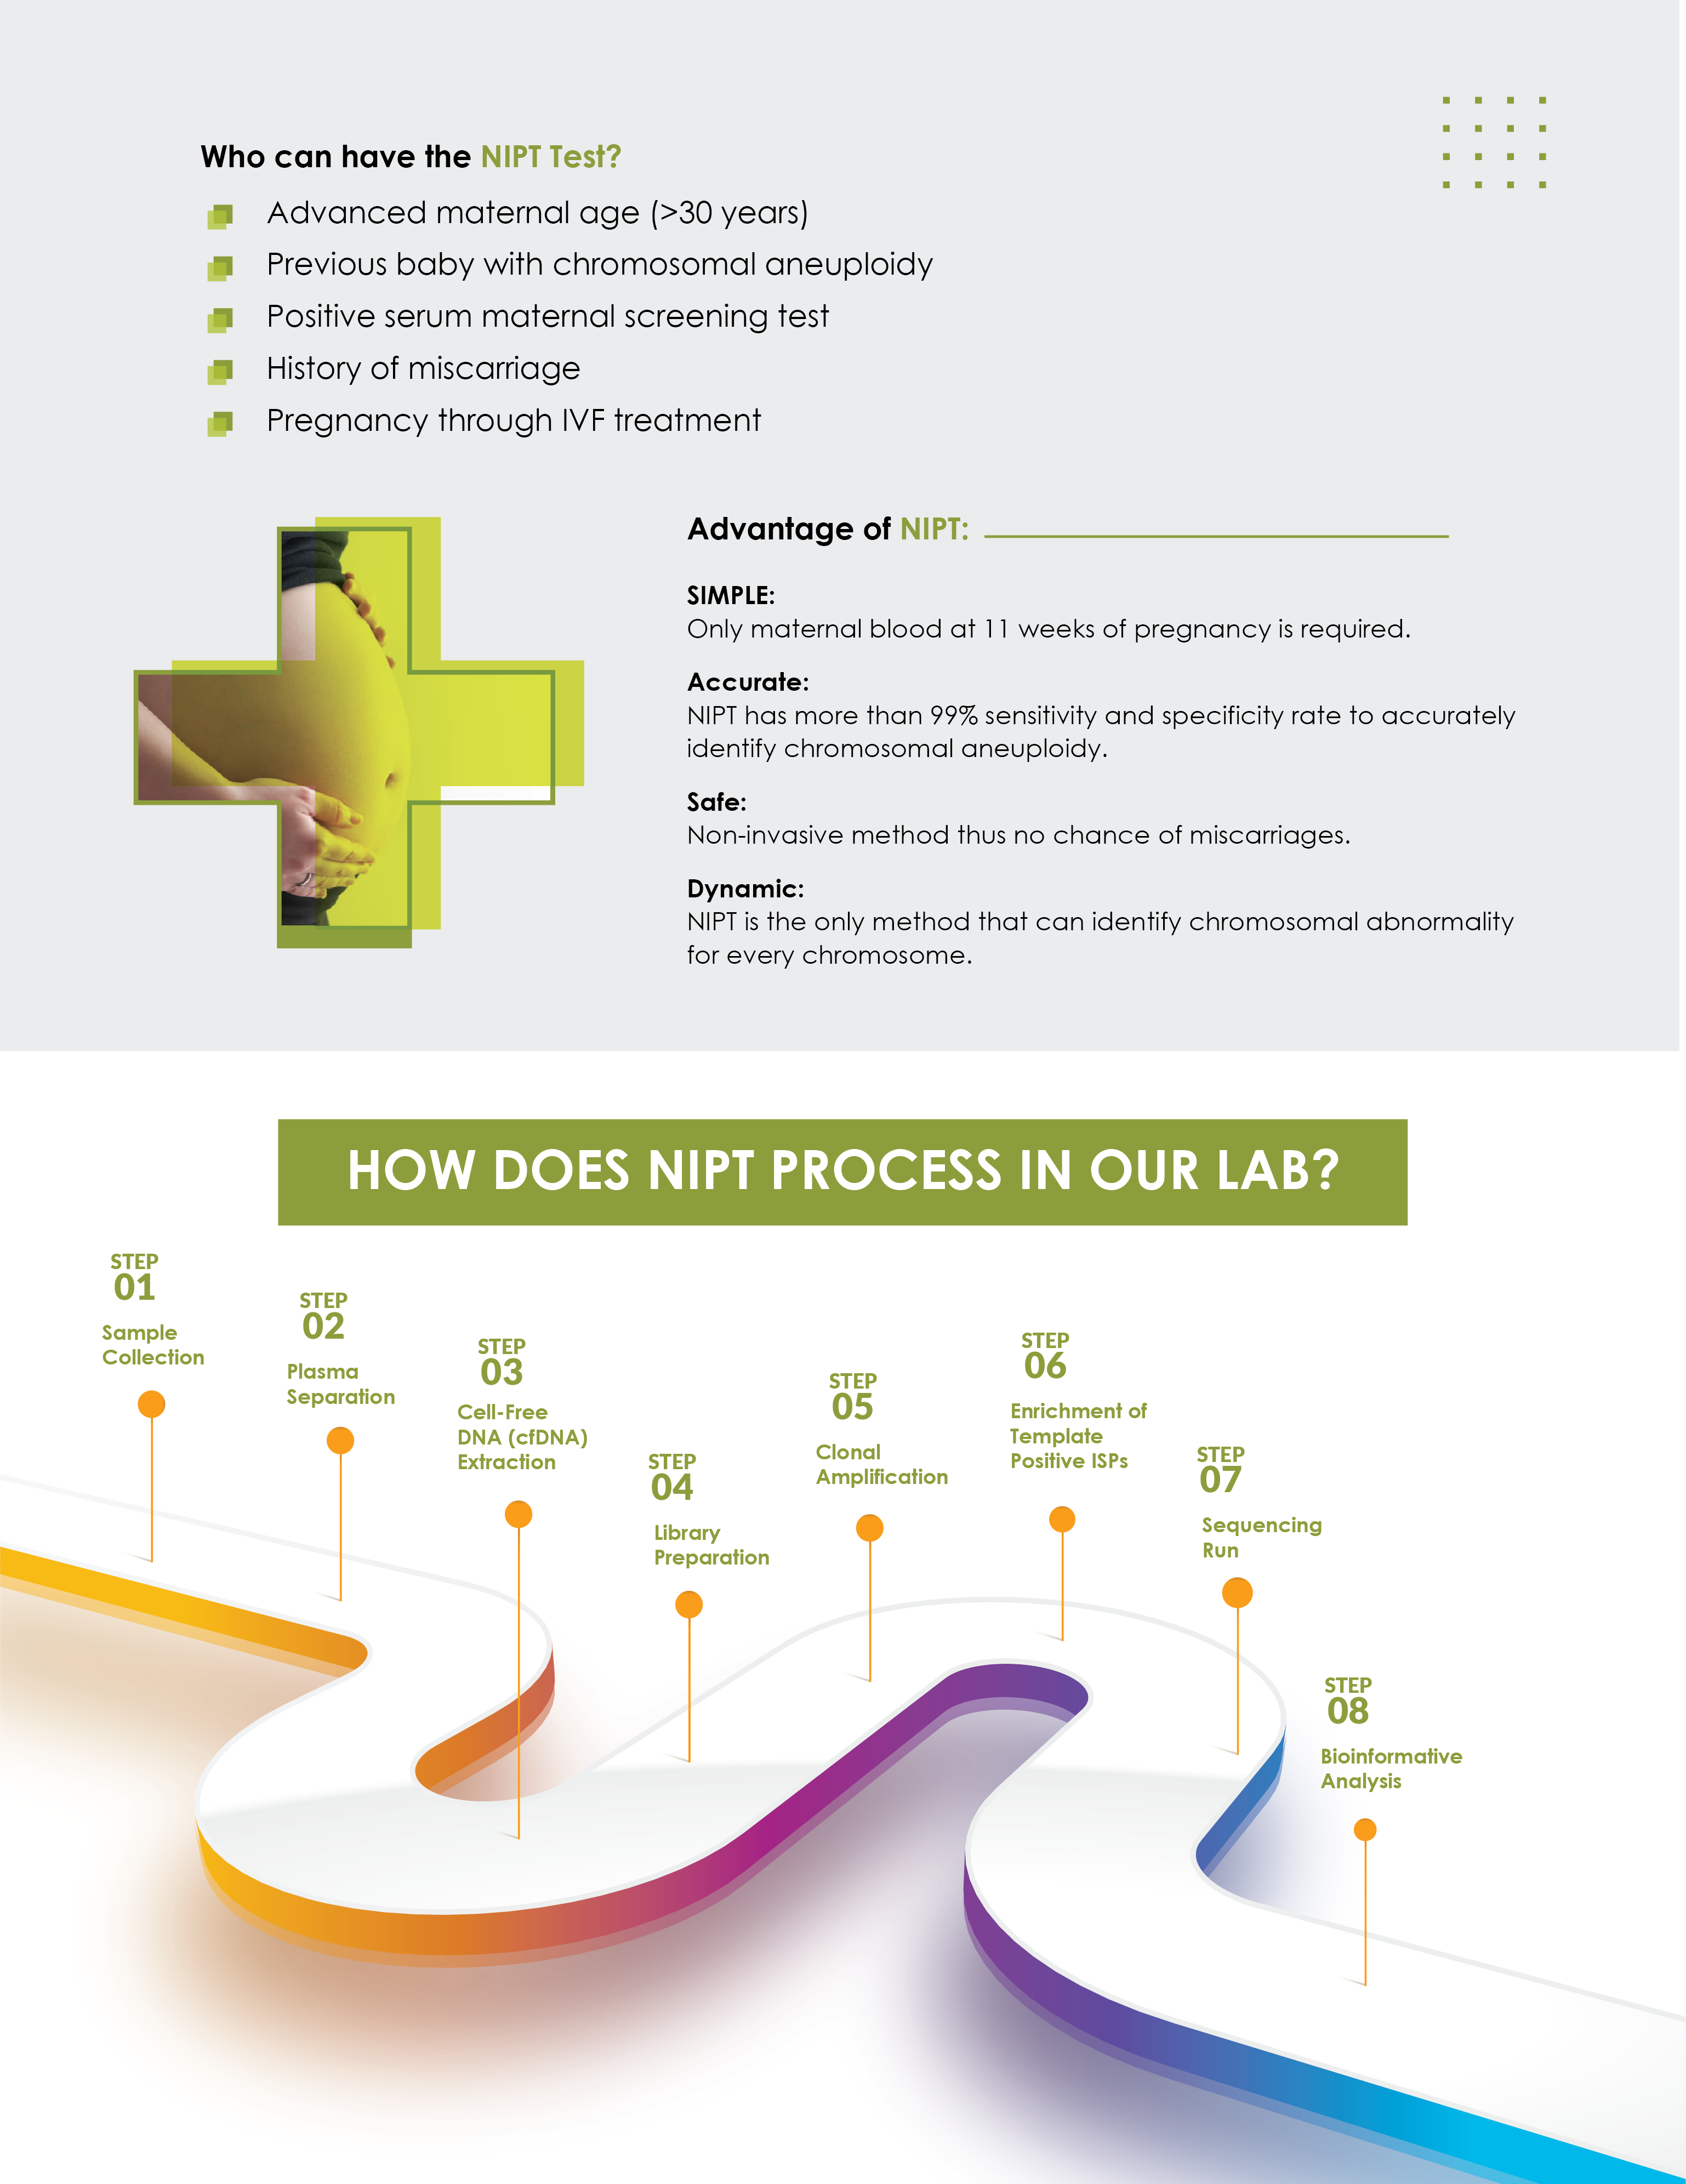 Who can have the NIPT Test?
Advanced maternal age (>30 years)
Previous baby with chromosomal aneuploidy
Positive serum maternal screening test
History of miscarriage
Pregnancy through IVF treatment
Advantage of NIPT:
SIMPLE:
Only maternal blood at 11 weeks of pregnancy is required.
Accurate:
NIPT has more than 99% sensitivity and specificity rate to accurately
identify chromosomal aneuploidy.
Safe:
Non-invasive method thus no chance of miscarriages.
Dynamic:
NIPT is the only method that can identify chromosomal abnormality
for every chromosome.
HOW DOES NIPT PROCESS IN OUR LAB?
STEP
01
Sample
Collection
STEP
02
Plasma
Separation
STEP
03
Cell-Free
DNA (cfDNA)
Extraction
STEP
04
Library
Preparation
STEP
05
Clonal
Amplification
STEP
06
Enrichment of
Template
Positive ISPs
STEP
07
Sequencing
Run
STEP
08
Bioinformative
Analysis